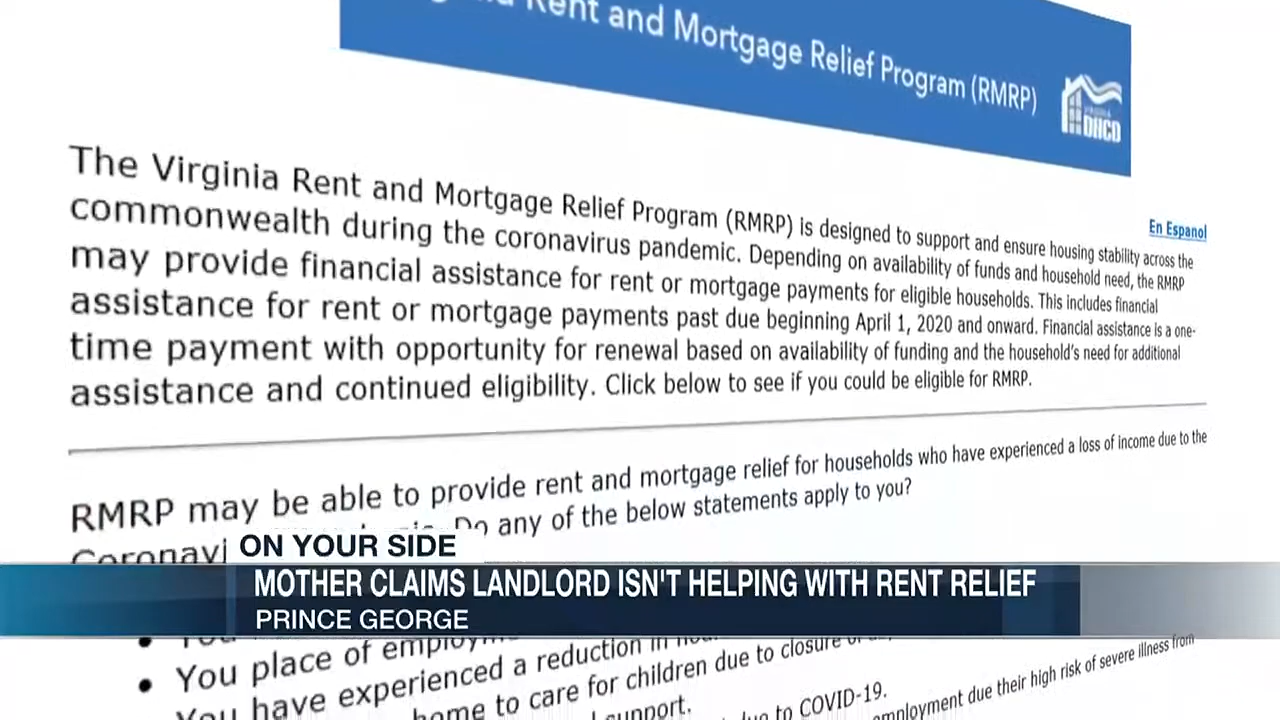 Rent and Mortgage Relief Program (RMRP)
DHCD
En Espanol
The Virginia Rent and Mortgage Relief Program (RMRP) is designed to support and ensure housing stability across the
commonwealth during the coronavirus pandemic. Depending on availability of funds and household need, the RMRP
may provide financial assistance for rent or mortgage payments for eligible households. This includes financial
assistance for rent or mortgage payments past due beginning April 1, 2020 and onward. Financial assistance is a one-
time payment with opportunity for renewal based on availability of funding and the household's need for additional
assistance and continued eligibility. Click below to see if you could be eligible for RMRP.
RMRP may be able to provide rent and mortgage relief for households who have experienced a loss of income due to the
Do any of the below statements apply to you?
ON YOUR SIDE
MOTHER CLAIMS LANDLORD ISN'T HELPING WITH RENT RELIEF
PRINCE GEORGE
• You place of
You have experienced a reduction in
home to care for children due to closure
support.
to COVID-19.
employment due their high risk of severe illness from